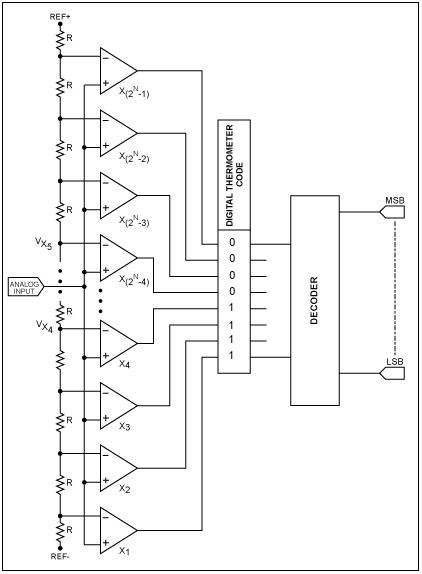 REF+
R
R
X(2^N-1)
R
X(2^N-2)
R
X(2^N-3)
DIGITAL THERMOMETER
CODE
MSB
VX5
0
0
0
0
1
1
1
1
X(2^N-4)
ANALOG
INPUT
DECODER
R
VX4
X4
LSB
R
X3
R
X2
R
REF-
X1